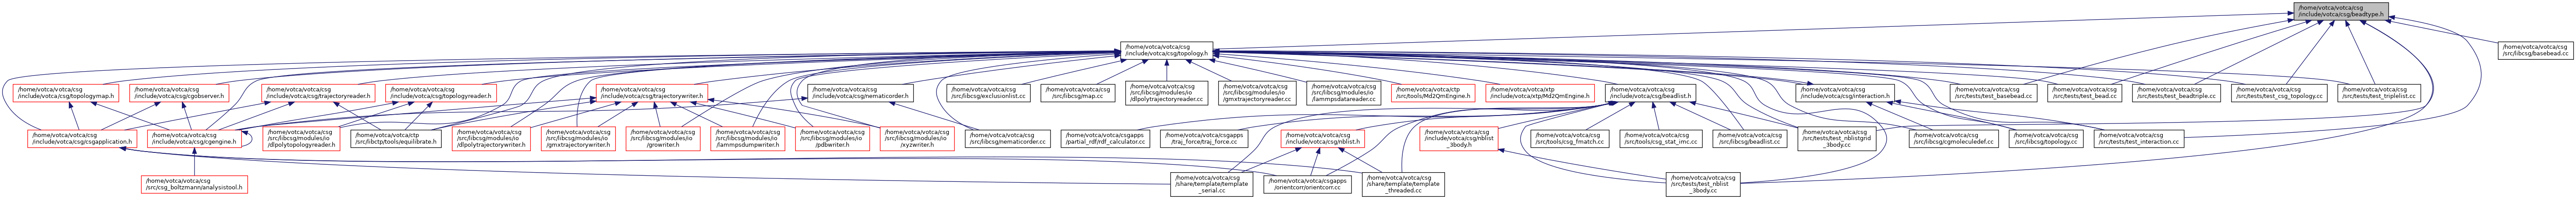 /home/votca/votca/csg
/include/votca/csg/beadtype.h
/home/votca/votca/csg
/include/votca/csg/topology.h
/home/votca/votca/csg
/src/libcsg/basebead.cc
/home/votca/votca/csg
/include/votca/csg/topologymap.h
/home/votca/votca/csg
/include/votca/csg/cgobserver.h
/home/votca/votca/csg
/include/votca/csg/trajectoryreader.h
/home/votca/votca/csg
/include/votca/csg/topologyreader.h
/home/votca/votca/csg
/include/votca/csg/trajectorywriter.h
/home/votca/votca/csg
/include/votca/csg/nematicorder.h
/home/votca/votca/csg
/src/libcsg/exclusionlist.cc
/home/votca/votca/csg
/src/libcsg/map.cc
/home/votca/votca/csg
/src/libcsg/modules/io
/dlpolytrajectoryreader.cc
/home/votca/votca/csg
/src/libcsg/modules/io
/gmxtrajectoryreader.cc
/home/votca/votca/csg
/src/libcsg/modules/io
/lammpsdatareader.cc
/home/votca/votca/ctp
/src/tools/Md2QmEngine.h
/home/votca/votca/xtp
/include/votca/xtp/Md2QmEngine.h
/home/votca/votca/csg
/include/votca/csg/beadlist.h
/home/votca/votca/csg
/include/votca/csg/interaction.h
/home/votca/votca/csg
/src/tests/test_basebead.cc
/home/votca/votca/csg
/src/tests/test_bead.cc
/home/votca/votca/csg
/src/tests/test_beadtriple.cc
/home/votca/votca/csg
/src/tests/test_csg_topology.cc
/home/votca/votca/csg
/src/tests/test_triplelist.cc
/home/votca/votca/csg
/include/votca/csg/csgapplication.h
/home/votca/votca/csg
/include/votca/csg/cgengine.h
/home/votca/votca/csg
/src/libcsg/modules/io
/dlpolytopologyreader.h
/home/votca/votca/ctp
/src/libctp/tools/equilibrate.h
/home/votca/votca/csg
/src/libcsg/modules/io
/dlpolytrajectorywriter.h
/home/votca/votca/csg
/src/libcsg/modules/io
/gmxtrajectorywriter.h
/home/votca/votca/csg
/src/libcsg/modules/io
/growriter.h
/home/votca/votca/csg
/src/libcsg/modules/io
/lammpsdumpwriter.h
/home/votca/votca/csg
/src/libcsg/modules/io
/pdbwriter.h
/home/votca/votca/csg
/src/libcsg/modules/io
/xyzwriter.h
/home/votca/votca/csg
/src/libcsg/nematicorder.cc
/home/votca/votca/csgapps
/partial_rdf/rdf_calculator.cc
/home/votca/votca/csgapps
/traj_force/traj_force.cc
/home/votca/votca/csg
/include/votca/csg/nblist.h
/home/votca/votca/csg
/include/votca/csg/nblist
_3body.h
/home/votca/votca/csg
/src/tools/csg_fmatch.cc
/home/votca/votca/csg
/src/tools/csg_stat_imc.cc
/home/votca/votca/csg
/src/libcsg/beadlist.cc
/home/votca/votca/csg
/src/tests/test_nblistgrid
_3body.cc
/home/votca/votca/csg
/src/libcsg/cgmoleculedef.cc
/home/votca/votca/csg
/src/libcsg/topology.cc
/home/votca/votca/csg
/src/tests/test_interaction.cc
/home/votca/votca/csg
/src/csg_boltzmann/analysistool.h
/home/votca/votca/csg
/share/template/template
_serial.cc
/home/votca/votca/csgapps
/orientcorr/orientcorr.cc
/home/votca/votca/csg
/share/template/template
_threaded.cc
/home/votca/votca/csg
/src/tests/test_nblist
_3body.cc